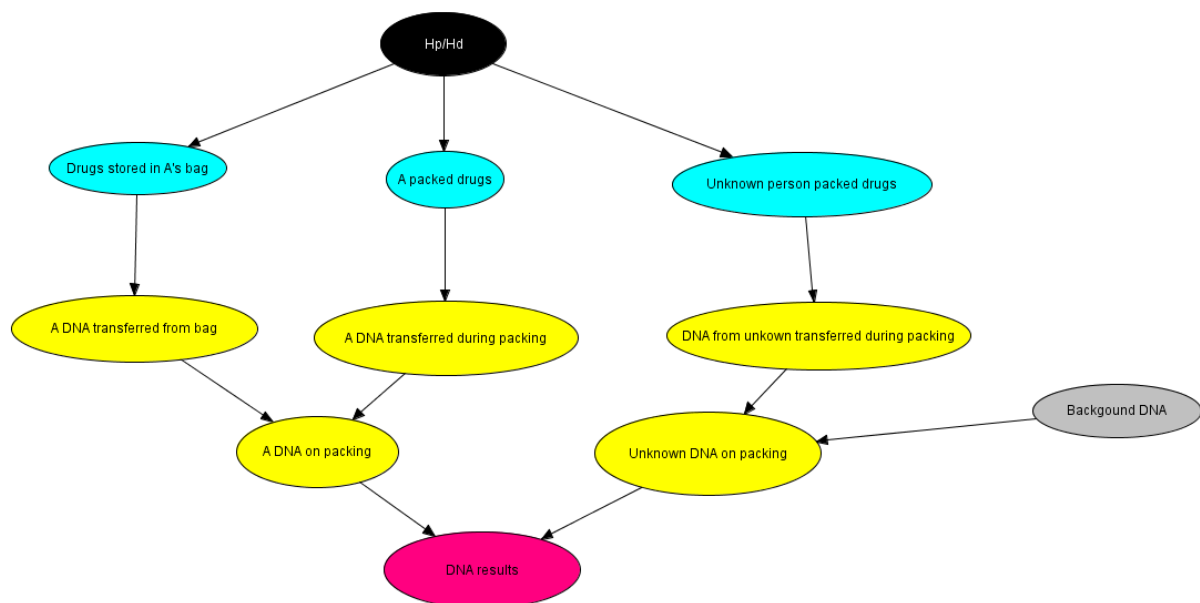 Hp/Hd
Drugs stored in A's bag
A packed drugs
Unknown person packed drugs
A DNA transferred from bag
A DNA transferred during packing
DNA from unkown transferred during packing
Backgound DNA
A DNA on packing
Unknown DNA on packing
DNA results